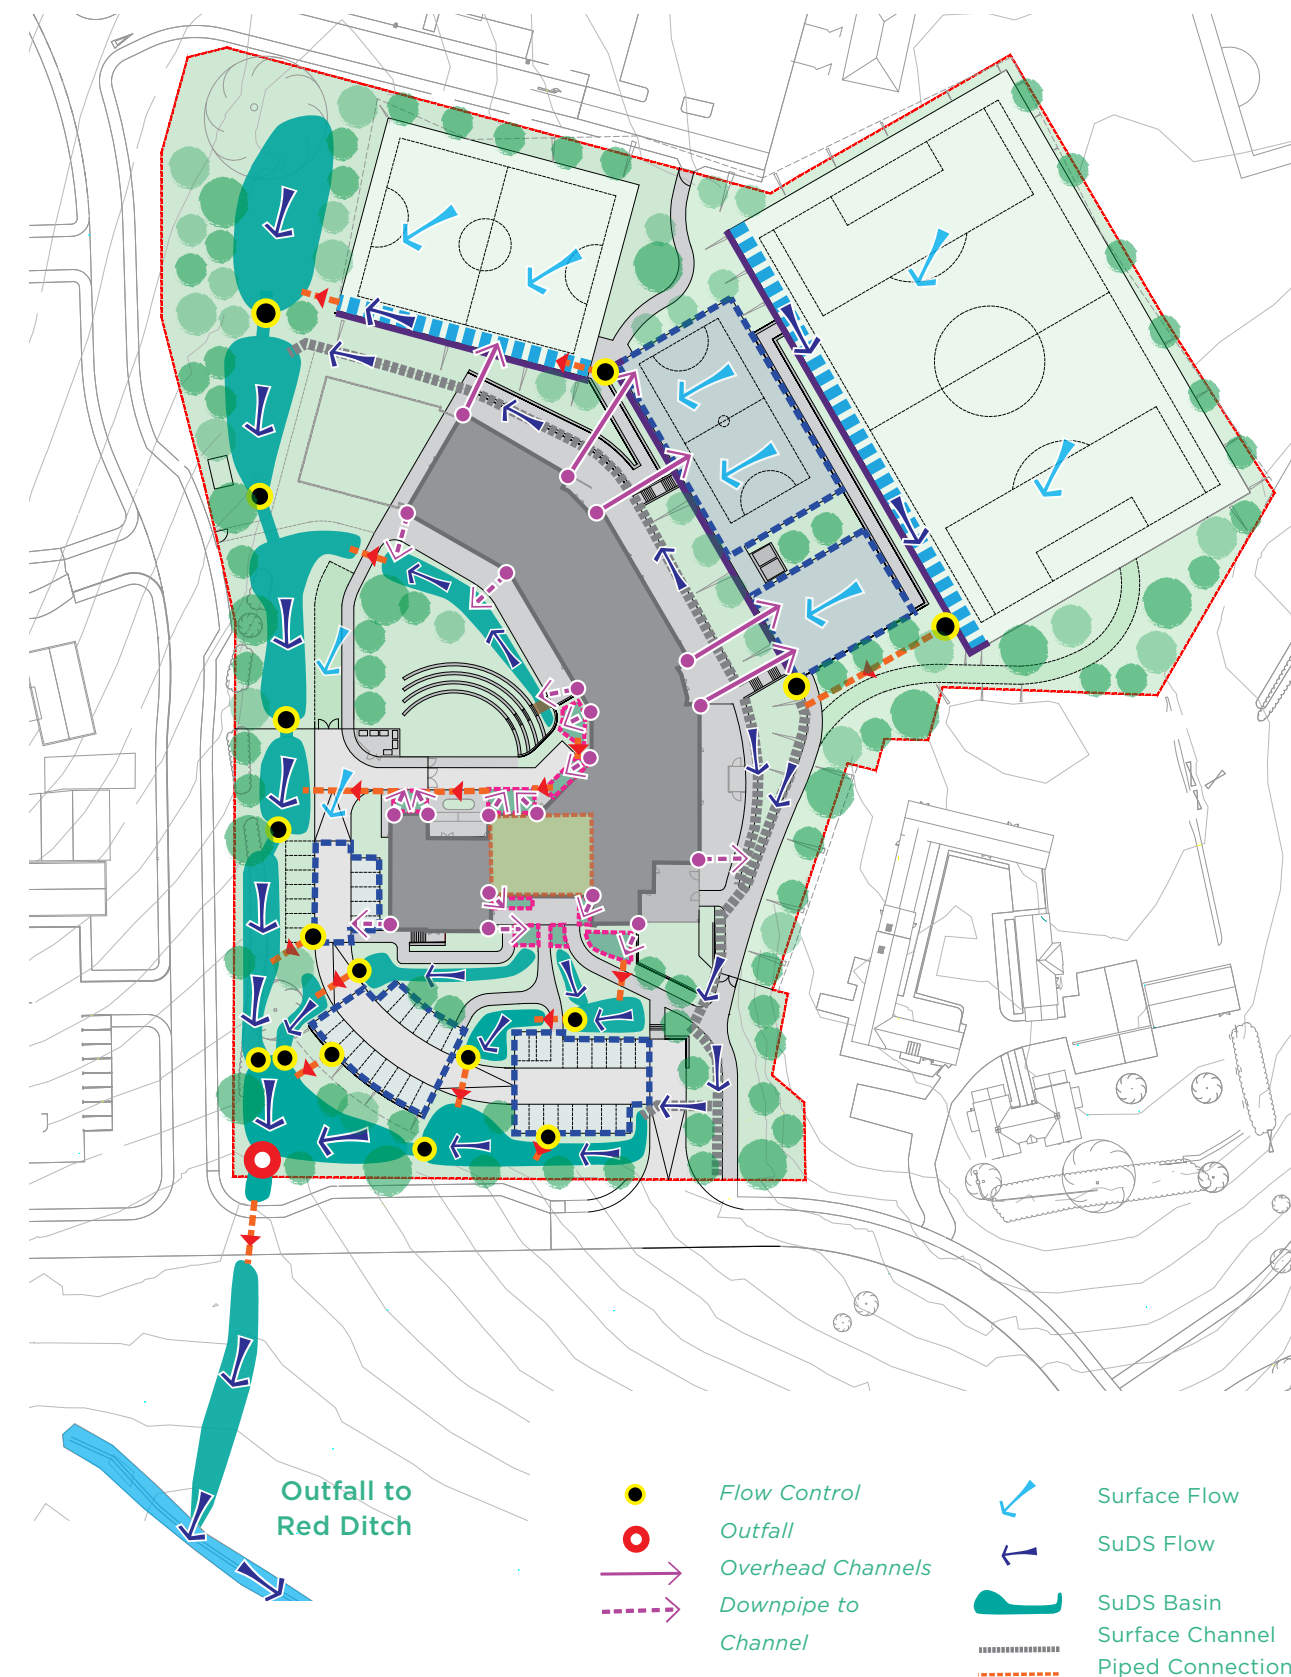 Outfall to
Red Ditch
Flow Control
Outfall
Overhead Channels
Downpipe to
Channel
Surface Flow
SuDS Flow
SuDS Basin
Surface Channel
Piped Connection